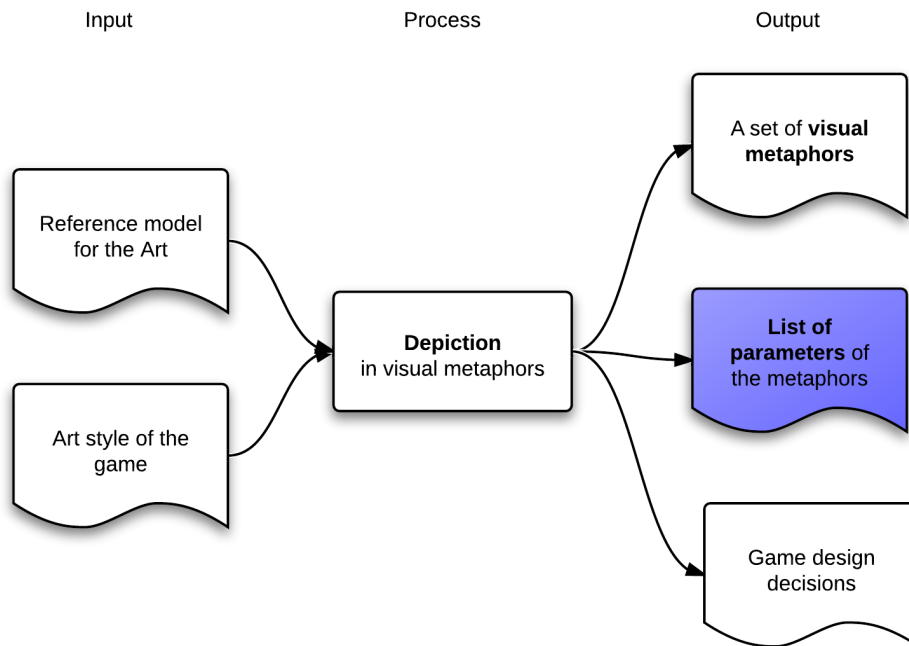 Input
Process
Output
Reference model
for the Art
Art style of the
game
Depiction
in visual metaphors
A set of visual
metaphors
List of
parameters of
the metaphors
Game design
decisions